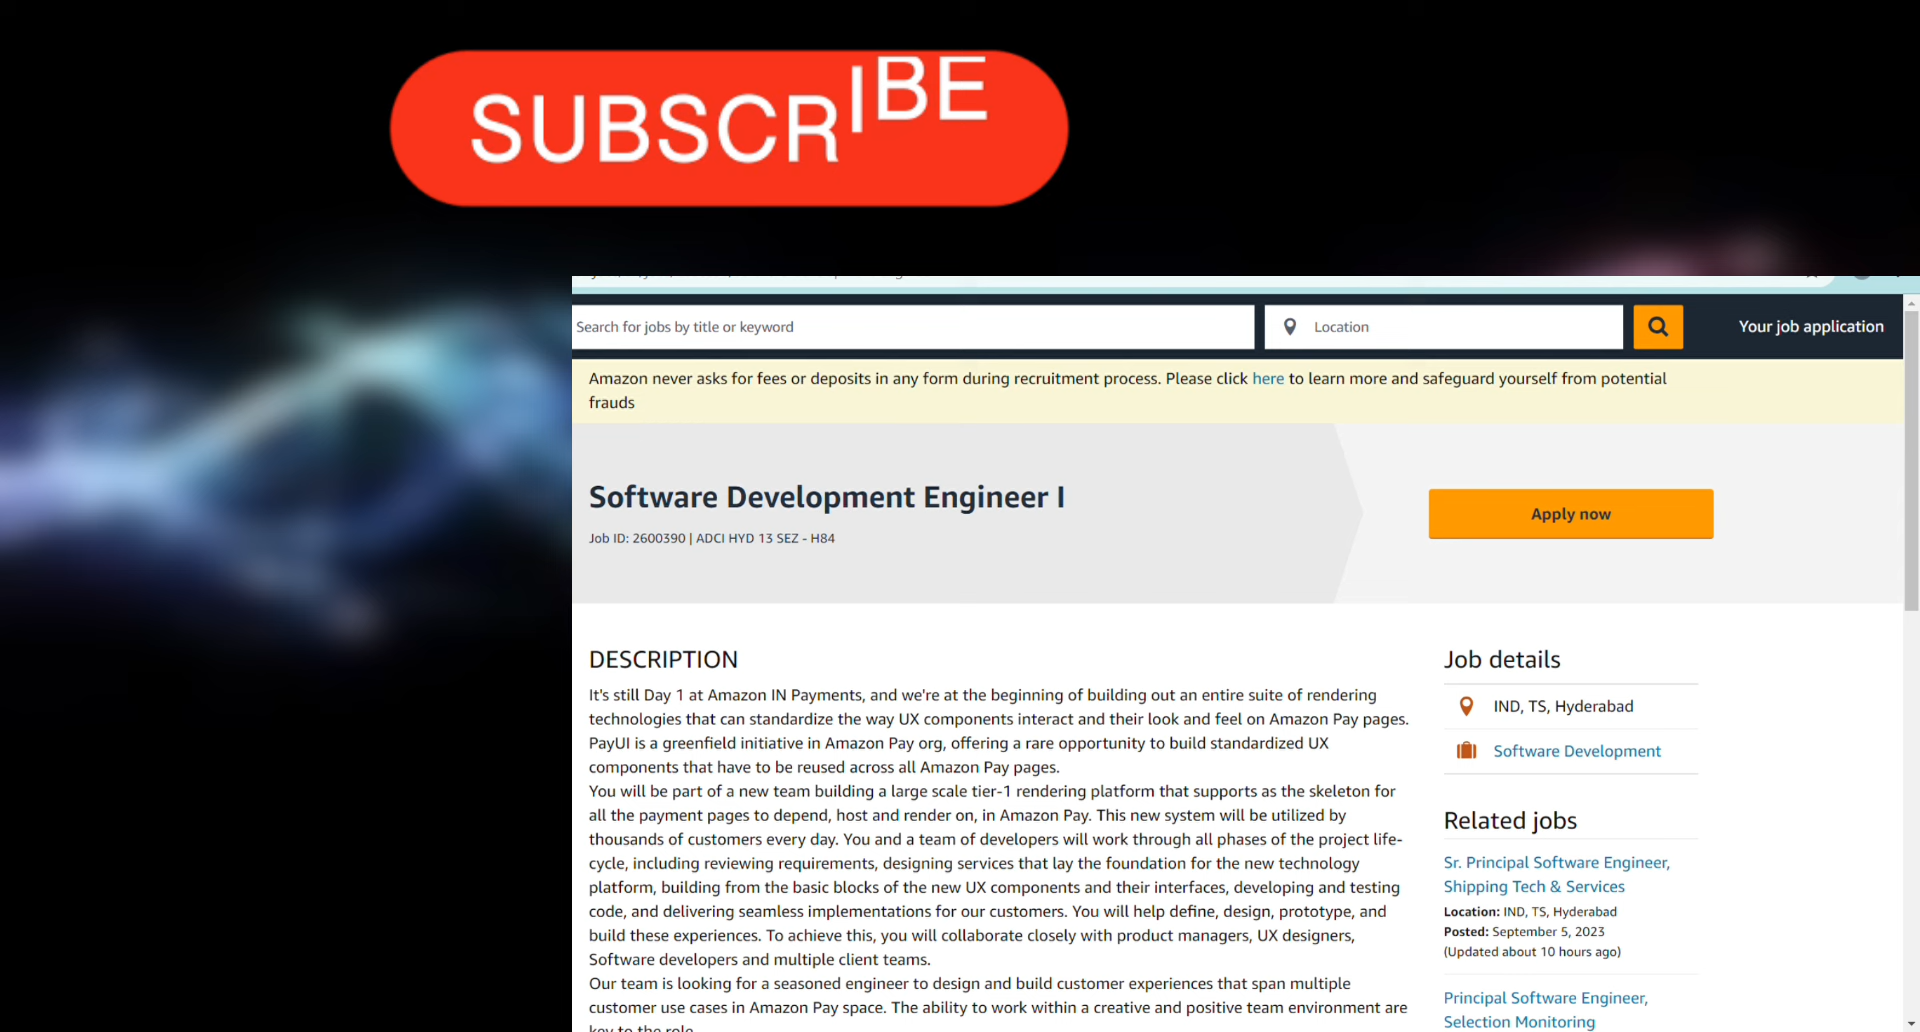 SUBSCRIBE
Search for jobs by title or keyword
Location
Your job application
Amazon never asks for fees or deposits in any form during recruitment process. Please click here to learn more and safeguard yourself from potential
frauds
Software Development Engineer I
Job ID: 2600390 | ADCI HYD 13 SEZ - H84
Apply now
DESCRIPTION
It's still Day 1 at Amazon IN Payments, and we're at the beginning of building out an entire suite of rendering
technologies that can standardize the way UX components interact and their look and feel on Amazon Pay pages.
PayUI is a greenfield initiative in Amazon Pay org, offering a rare opportunity to build standardized UX
components that have to be reused across all Amazon Pay pages.
You will be part of a new team building a large scale tier-1 rendering platform that supports as the skeleton for
all the payment pages to depend, host and render on, in Amazon Pay. This new system will be utilized by
thousands of customers every day. You and a team of developers will work through all phases of the project life-
cycle, including reviewing requirements, designing services that lay the foundation for the new technology
platform, building from the basic blocks of the new UX components and their interfaces, developing and testing
code, and delivering seamless implementations for our customers. You will help define, design, prototype, and
build these experiences. To achieve this, you will collaborate closely with product managers, UX designers,
Software developers and multiple client teams.
Our team is looking for a seasoned engineer to design and build customer experiences that span multiple
customer use cases in Amazon Pay space. The ability to work within a creative and positive team environment are
key to the role
Job details
IND, TS, Hyderabad
Software Development
Related jobs
Sr. Principal Software Engineer,
Shipping Tech & Services
Location: IND, TS, Hyderabad
Posted: September 5, 2023
(Updated about 10 hours ago)
Principal Software Engineer,
Selection Monitoring